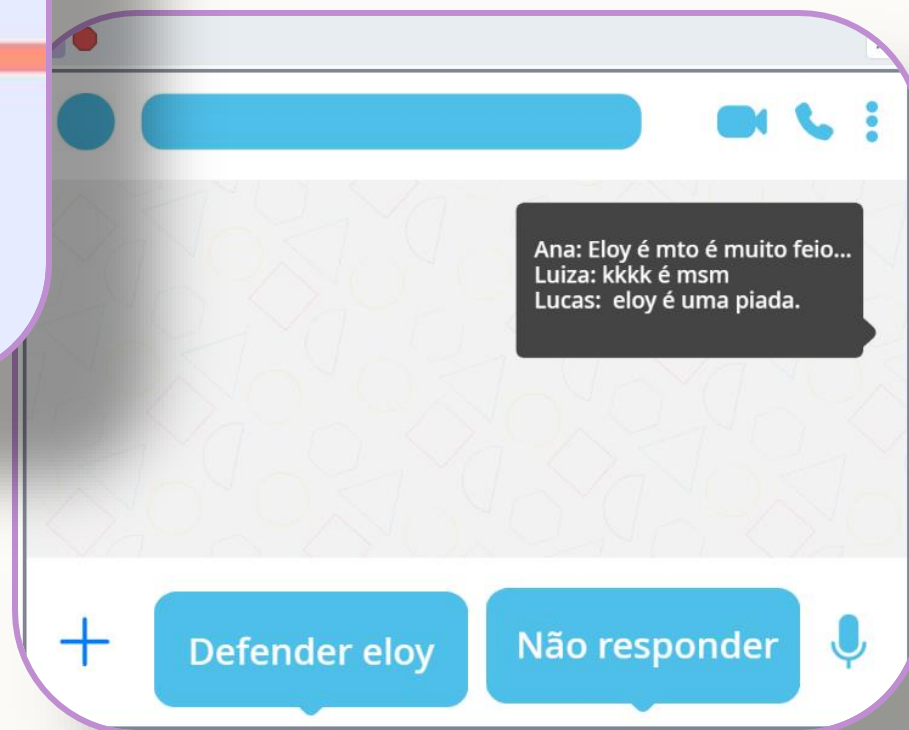 Ana: Eloy é mto é muito feio...
Luiza: kkkk é msm
Lucas: eloy é uma piada.
Defender eloy
Não responder